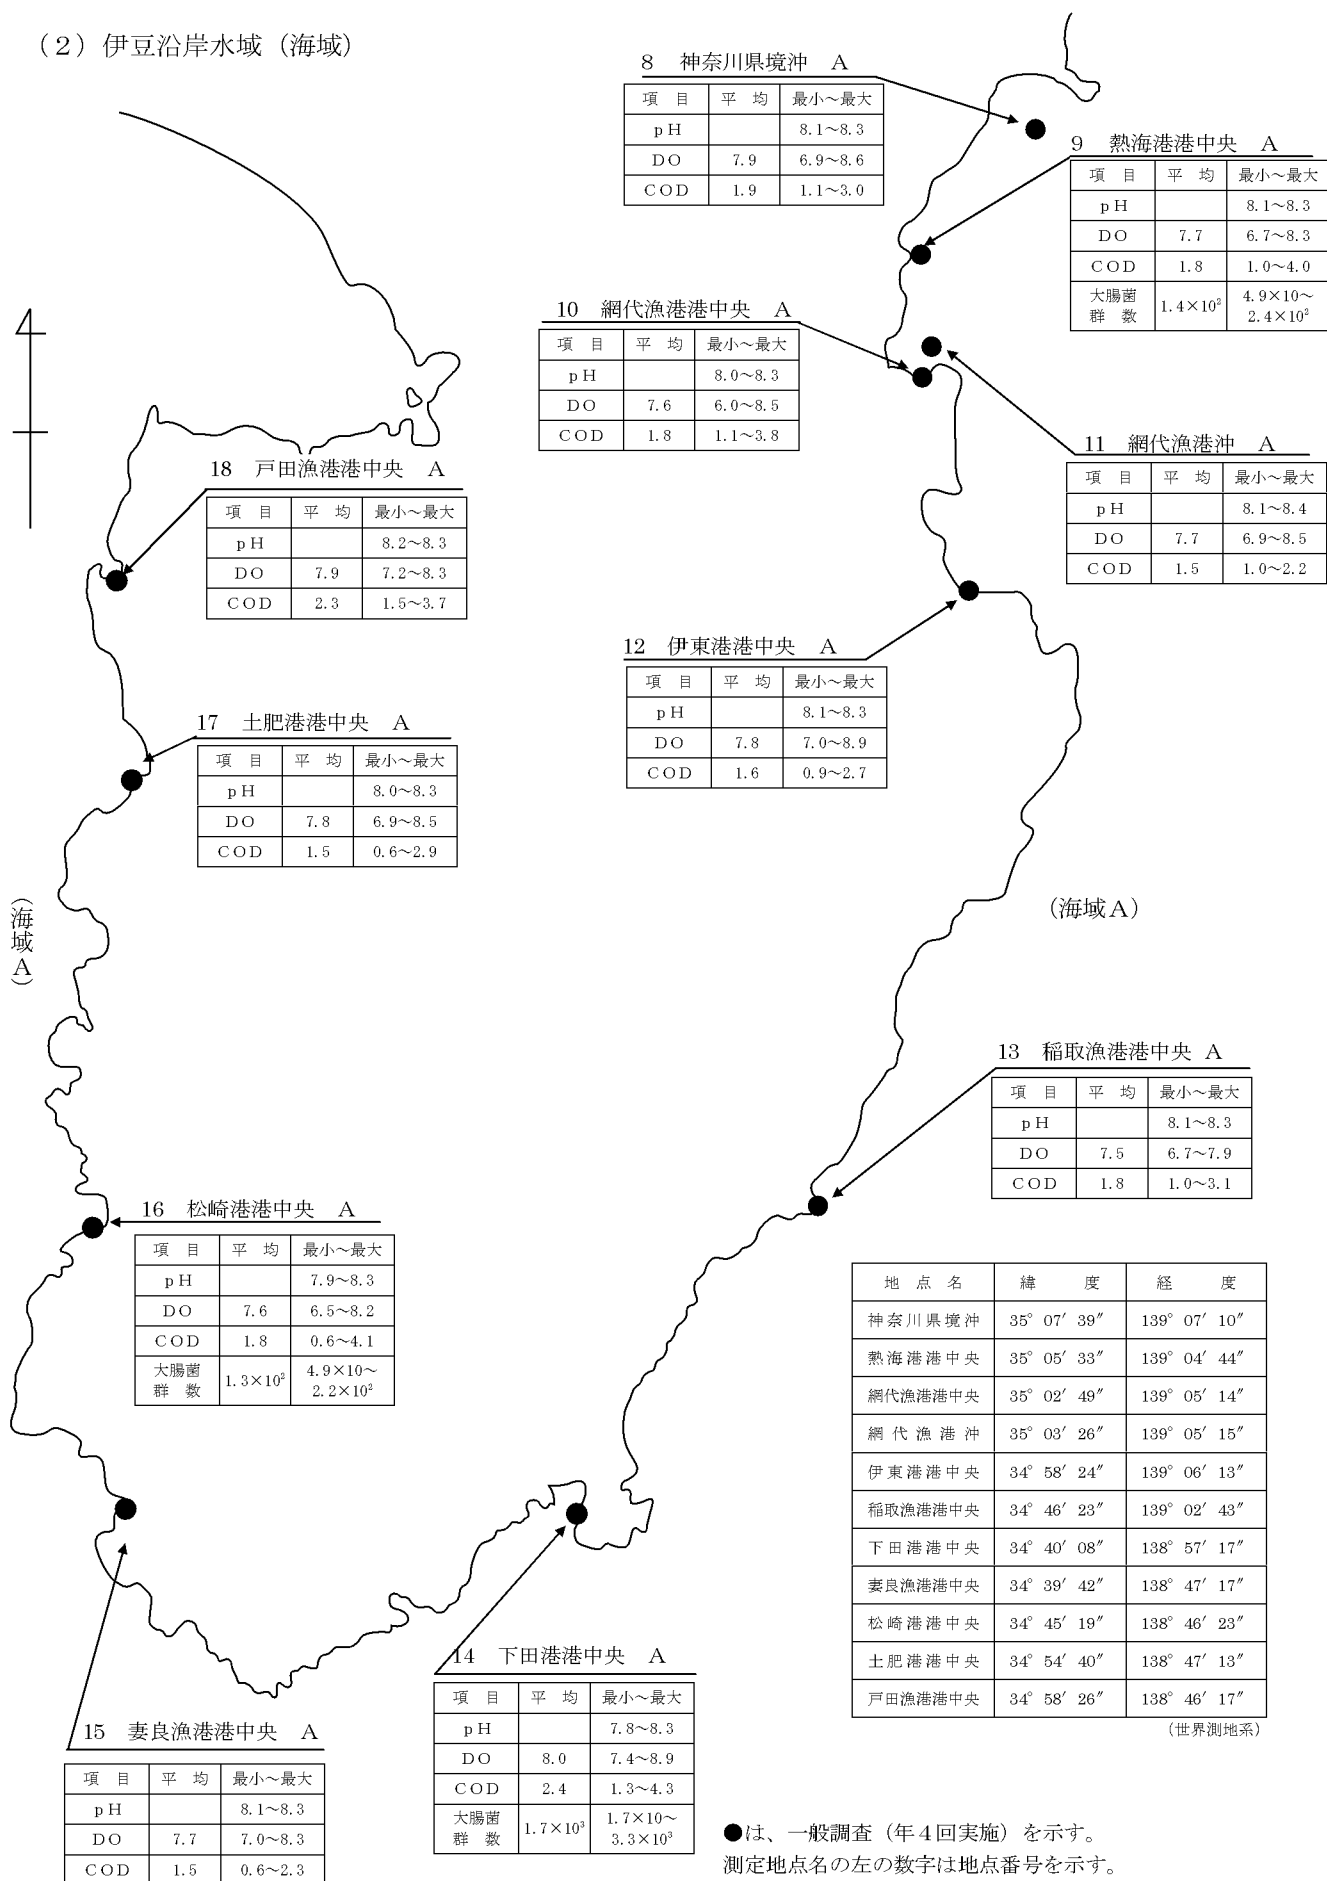 (2) 伊豆沿岸水域（海域）
8 神奈川県境沖 A
項 目 平 均 最小～最大
pH 8.1～8.3
DO 7.9 6.9～8.6
COD 1.9 1.1～3.0
9 熱海港港中央 A
項 目 平 均 最小～最大
pH 8.1～8.3
DO 7.7 6.7～8.3
COD 1.8 1.0～4.0
大腸菌群数 1.4×10² 4.9×10～2.4×10²
10 網代漁港港中央 A
項 目 平 均 最小～最大
pH 8.0～8.3
DO 7.6 6.0～8.5
COD 1.8 1.1～3.8
11 網代漁港沖 A
項 目 平 均 最小～最大
pH 8.1～8.4
DO 7.7 6.9～8.5
COD 1.5 1.0～2.2
18 戸田漁港港中央 A
項 目 平 均 最小～最大
pH 8.2～8.3
DO 7.9 7.2～8.3
COD 2.3 1.5～3.7
12 伊東港港中央 A
項 目 平 均 最小～最大
pH 8.1～8.3
DO 7.8 7.0～8.9
COD 1.6 0.9～2.7
17 土肥港港中央 A
項 目 平 均 最小～最大
pH 8.0～8.3
DO 7.8 6.9～8.5
COD 1.5 0.6～2.9
（海域A）
（海域A）
13 稲取漁港港中央 A
項 目 平 均 最小～最大
pH 8.1～8.3
DO 7.5 6.7～7.9
COD 1.8 1.0～3.1
16 松崎港港中央 A
項 目 平 均 最小～最大
pH 7.9～8.3
DO 7.6 6.5～8.2
COD 1.8 0.6～4.1
大腸菌群数 1.3×10² 4.9×10～2.2×10²
地 点 名 緯 度 経 度
神奈川県境沖 35° 07′ 39″ 139° 07′ 10″
熱海港港中央 35° 05′ 33″ 139° 04′ 44″
網代漁港港中央 35° 02′ 49″ 139° 05′ 14″
網代漁港沖 35° 03′ 26″ 139° 05′ 15″
伊東港港中央 34° 58′ 24″ 139° 06′ 13″
稲取漁港港中央 34° 46′ 23″ 139° 02′ 43″
下田港港中央 34° 40′ 08″ 138° 57′ 17″
妻良漁港港中央 34° 39′ 42″ 138° 47′ 17″
松崎港港中央 34° 45′ 19″ 138° 46′ 23″
土肥港港中央 34° 54′ 40″ 138° 47′ 13″
戸田漁港港中央 34° 58′ 26″ 138° 46′ 17″
（世界測地系）
14 下田港港中央 A
項 目 平 均 最小～最大
pH 7.8～8.3
DO 8.0 7.4～8.9
COD 2.4 1.3～4.3
大腸菌群数 1.7×10³ 1.7×10～3.3×10³
15 妻良漁港港中央 A
項 目 平 均 最小～最大
pH 8.1～8.3
DO 7.7 7.0～8.3
COD 1.5 0.6～2.3
●は、一般調査（年4回実施）を示す。
測定地点名の左の数字は地点番号を示す。